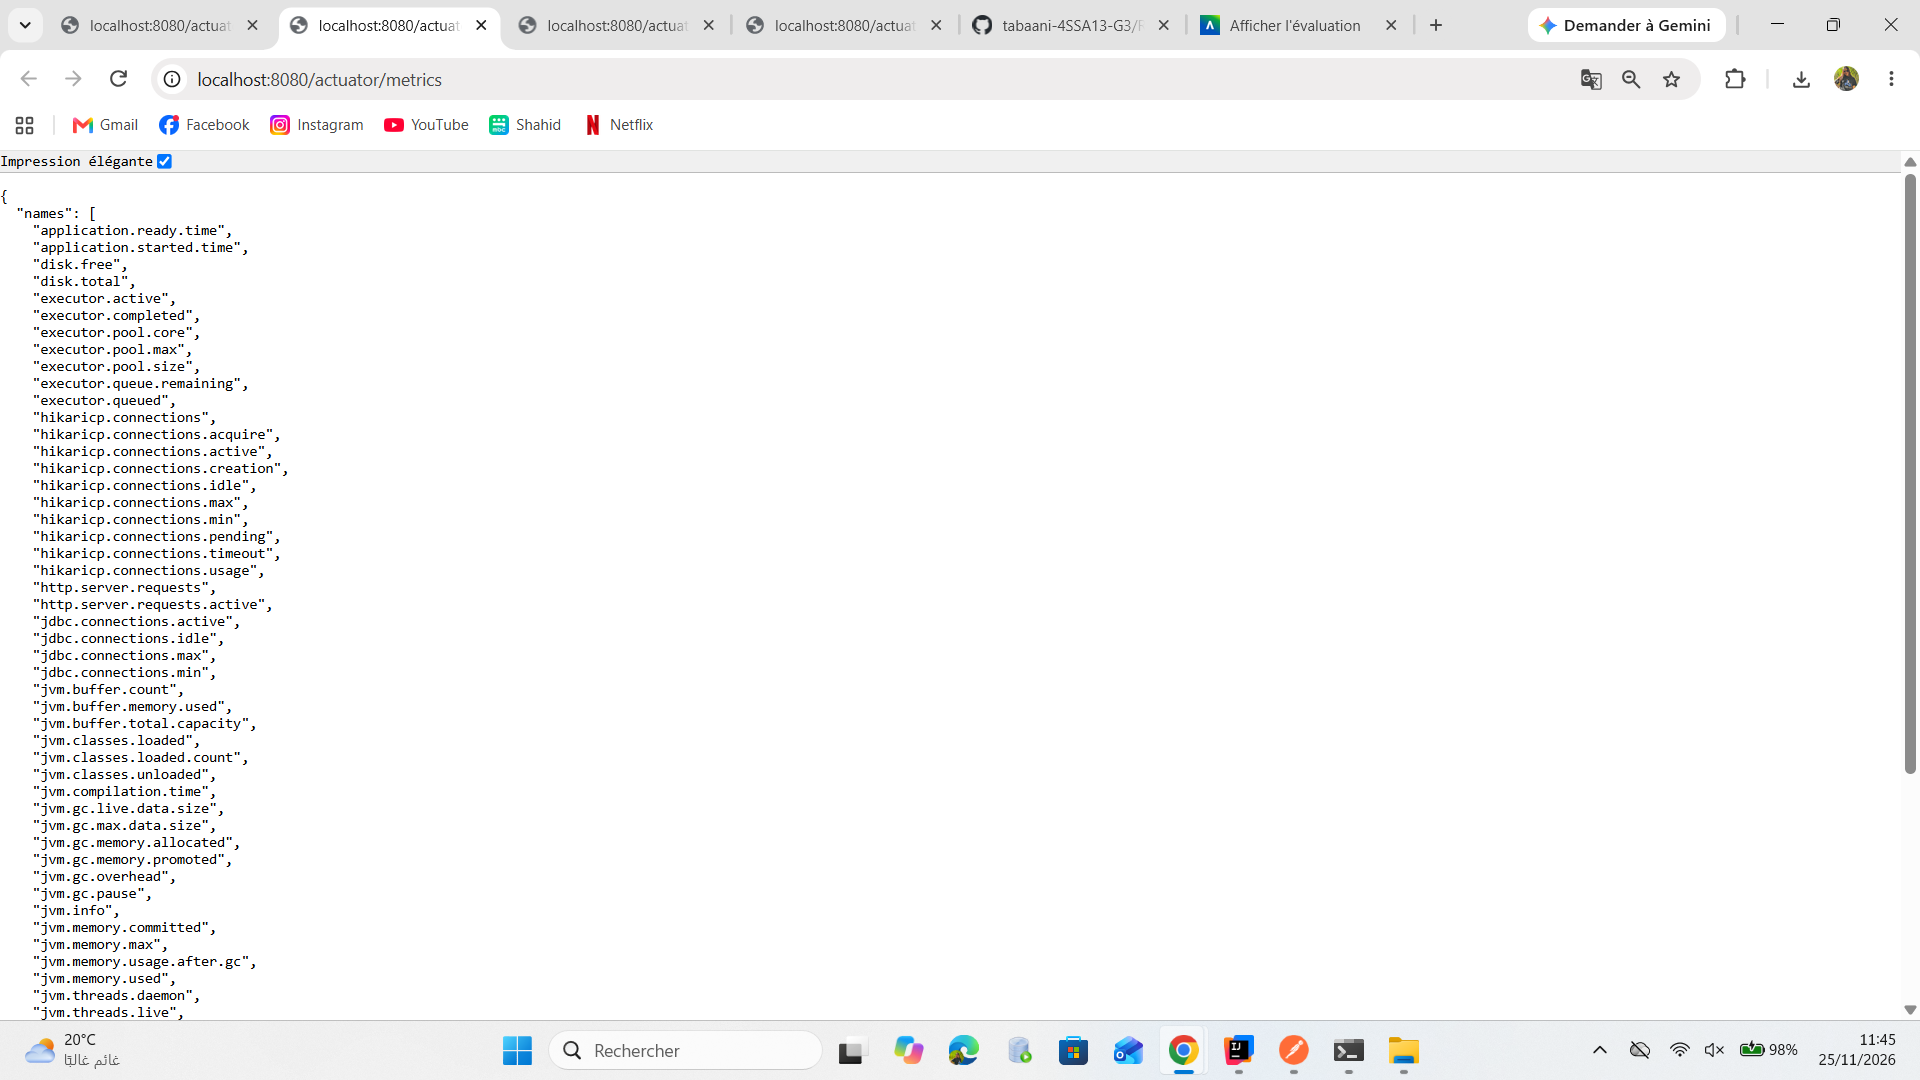 localhost:8080/actuat
localhost:8080/actuat
localhost:8080/actuat
localhost:8080/actuat
tabaani-4SSA13-G3/
Afficher l'évaluation
Demander à Gemini
localhost:8080/actuator/metrics
Gmail
Facebook
Instagram
YouTube
Shahid
Netflix
Impression élégante
{
  "names": [
    "application.ready.time",
    "application.started.time",
    "disk.free",
    "disk.total",
    "executor.active",
    "executor.completed",
    "executor.pool.core",
    "executor.pool.max",
    "executor.pool.size",
    "executor.queue.remaining",
    "executor.queued",
    "hikaricp.connections",
    "hikaricp.connections.acquire",
    "hikaricp.connections.active",
    "hikaricp.connections.creation",
    "hikaricp.connections.idle",
    "hikaricp.connections.max",
    "hikaricp.connections.min",
    "hikaricp.connections.pending",
    "hikaricp.connections.timeout",
    "hikaricp.connections.usage",
    "http.server.requests",
    "http.server.requests.active",
    "jdbc.connections.active",
    "jdbc.connections.idle",
    "jdbc.connections.max",
    "jdbc.connections.min",
    "jvm.buffer.count",
    "jvm.buffer.memory.used",
    "jvm.buffer.total.capacity",
    "jvm.classes.loaded",
    "jvm.classes.loaded.count",
    "jvm.classes.unloaded",
    "jvm.compilation.time",
    "jvm.gc.live.data.size",
    "jvm.gc.max.data.size",
    "jvm.gc.memory.allocated",
    "jvm.gc.memory.promoted",
    "jvm.gc.overhead",
    "jvm.gc.pause",
    "jvm.info",
    "jvm.memory.committed",
    "jvm.memory.max",
    "jvm.memory.usage.after.gc",
    "jvm.memory.used",
    "jvm.threads.daemon",
    "jvm.threads.live",
20°C
غائم غالبًا
Rechercher
98%
11:45
25/11/2026